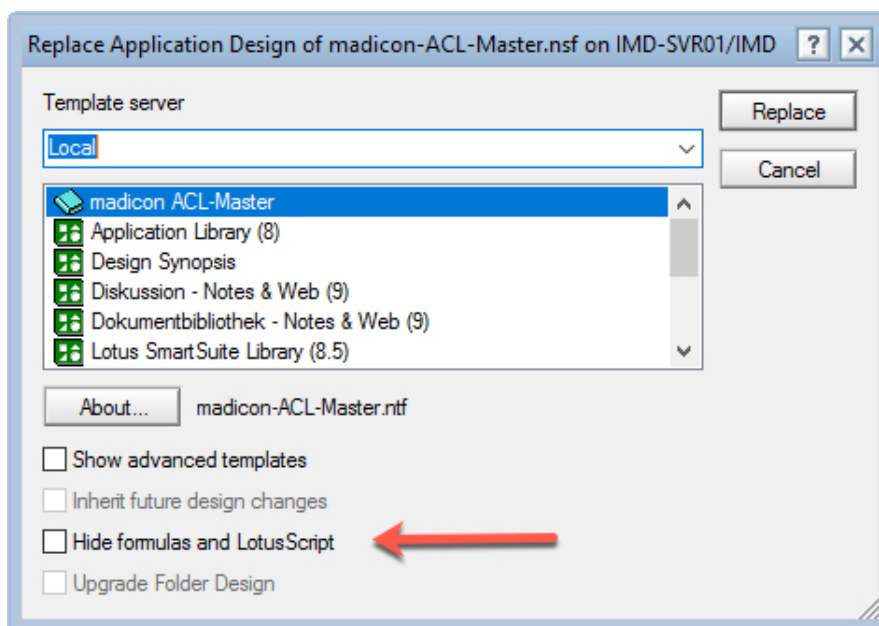 Replace Application Design of madicon-ACL-Master.nsf on IMD-SVR01/IMD
Template server
Replace
Local
Cancel
madicon ACL-Master
Application Library (8)
Design Synopsis
Diskussion - Notes & Web (9)
Dokumentbibliothek - Notes & Web (9)
Lotus SmartSuite Library (8.5)
About... madicon-ACL-Master.ntf
Show advanced templates
Inherit future design changes
Hide formulas and LotusScript
Upgrade Folder Design